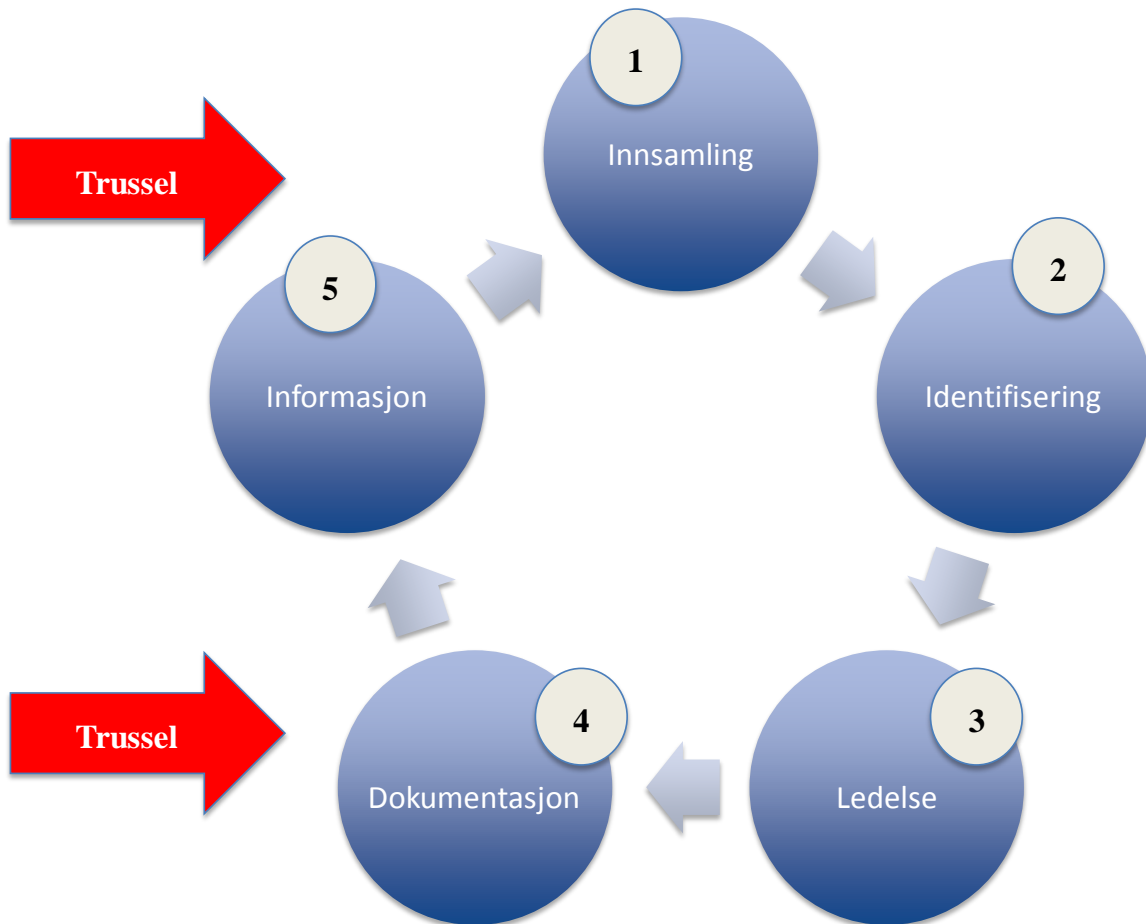 1
Innsamling
Trussel
2
Identifisering
5
Informasjon
3
Ledelse
4
Dokumentasjon
Trussel